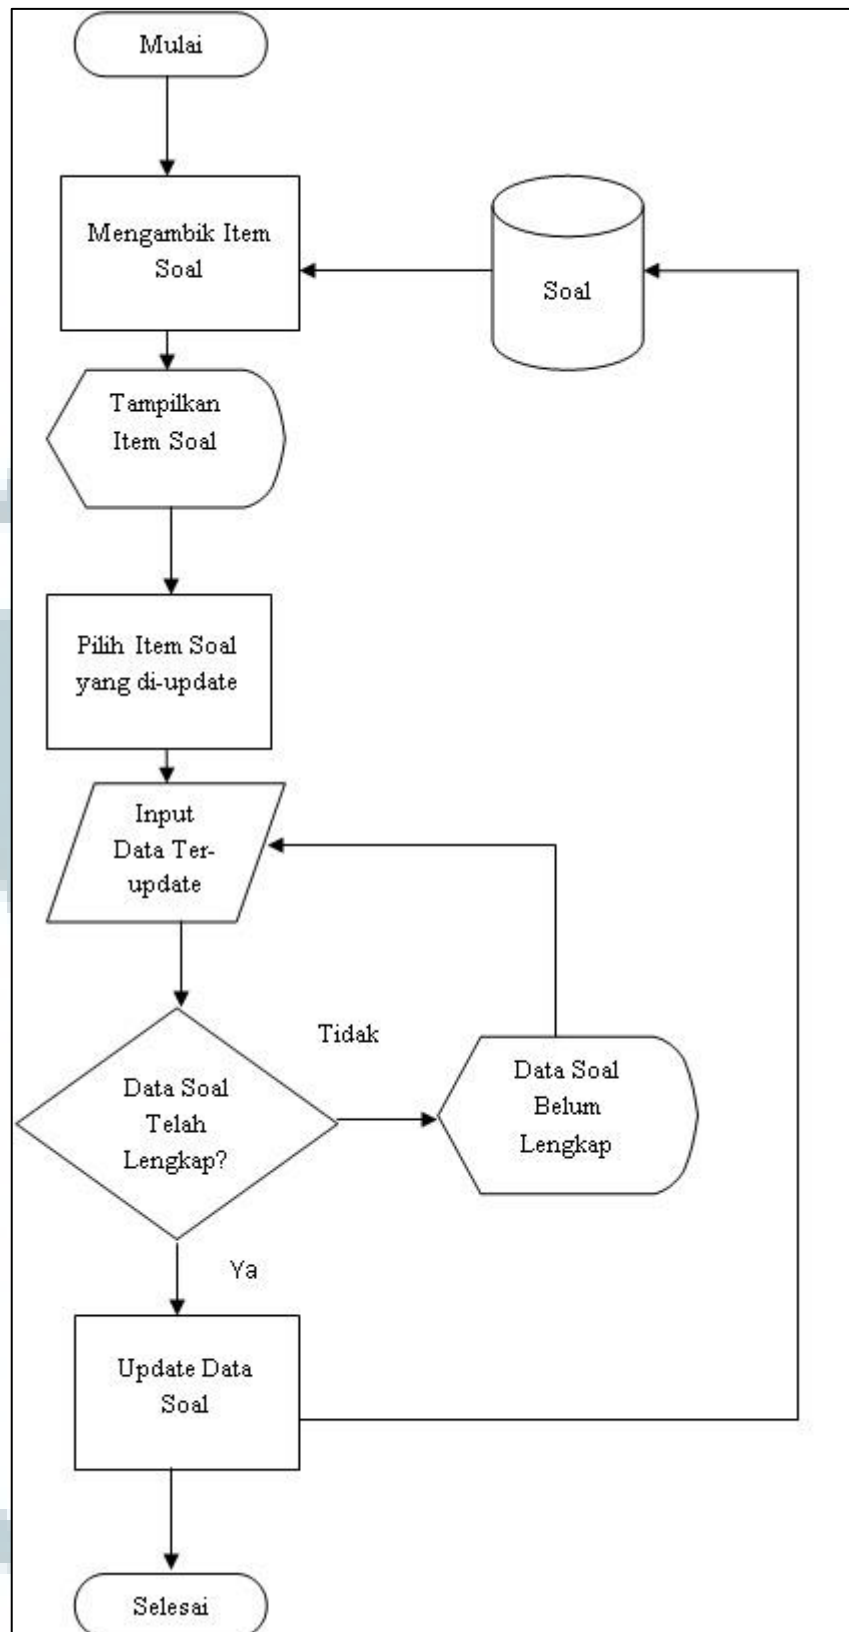 Mulai
Mengambik Item
Soal
Soal
Tampilkan
Item Soal
Pilih Item Soal
yang di-update
Input
Data Ter-
update
Tidak
Data Soal
Telah
Lengkap?
Data Soal
Belum
Lengkap
Ya
Update Data
Soal
Selesai